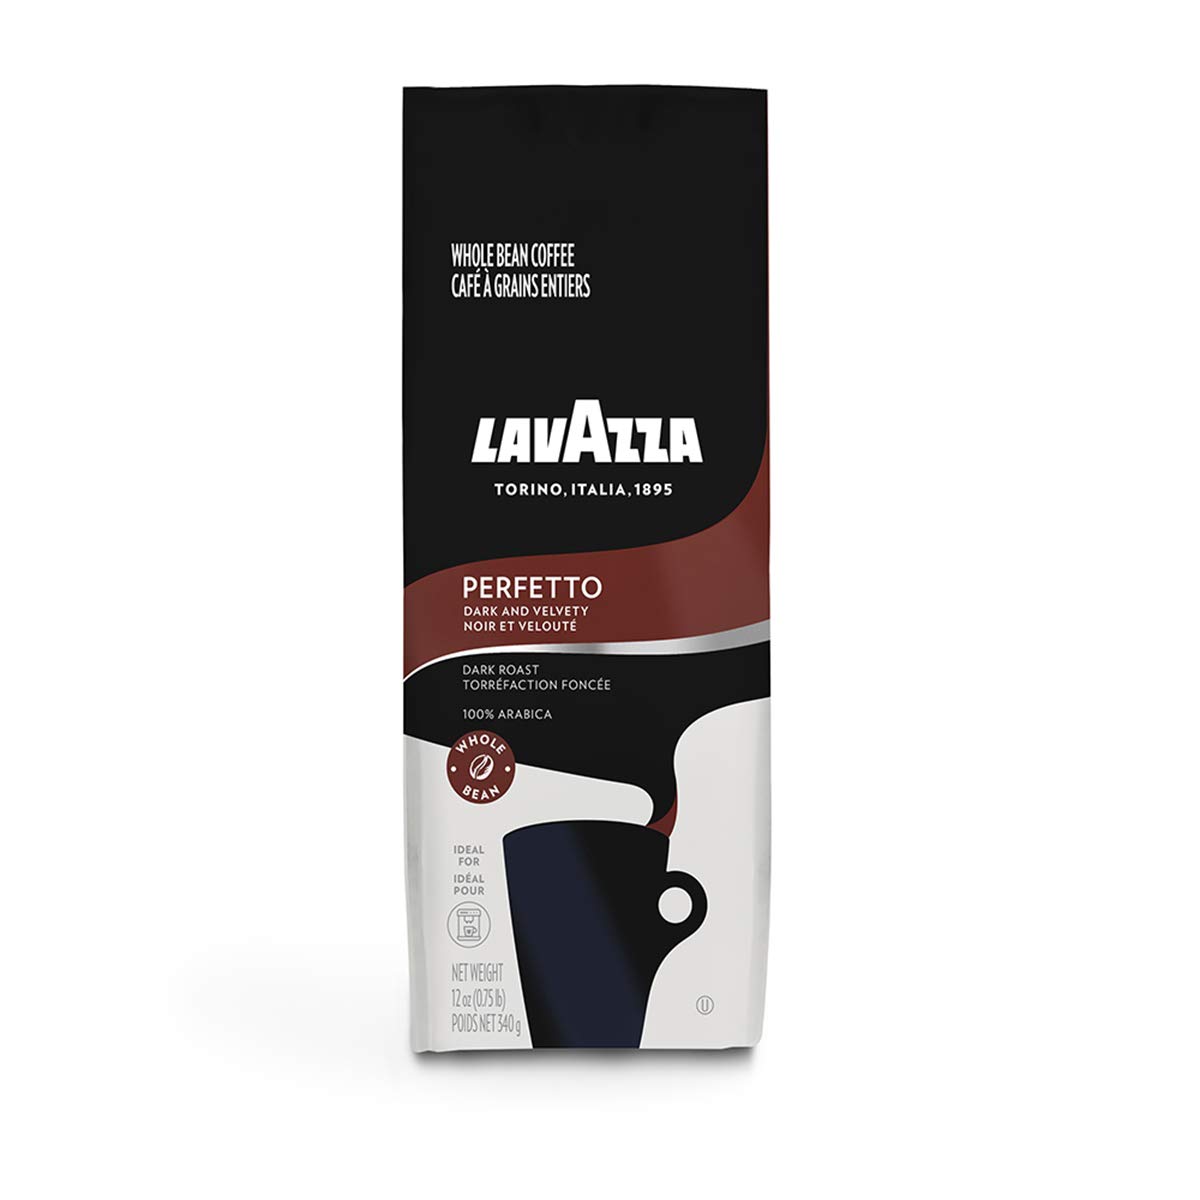 WHOLE BEAN COFFEE
CAFÉ À GRAINS ENTIERS
LAVAZZA
TORINO, ITALIA, 1895
PERFETTO
DARK AND VELVETY
NOIR ET VELOUTÉ
DARK ROAST
TORRÉFACTION FONCÉE
100% ARABICA
WHOLE
BEAN
IDEAL
FOR
IDÉAL
POUR
NET WEIGHT
12 oz (0.75 lb)
POIDS NET 340 g
U